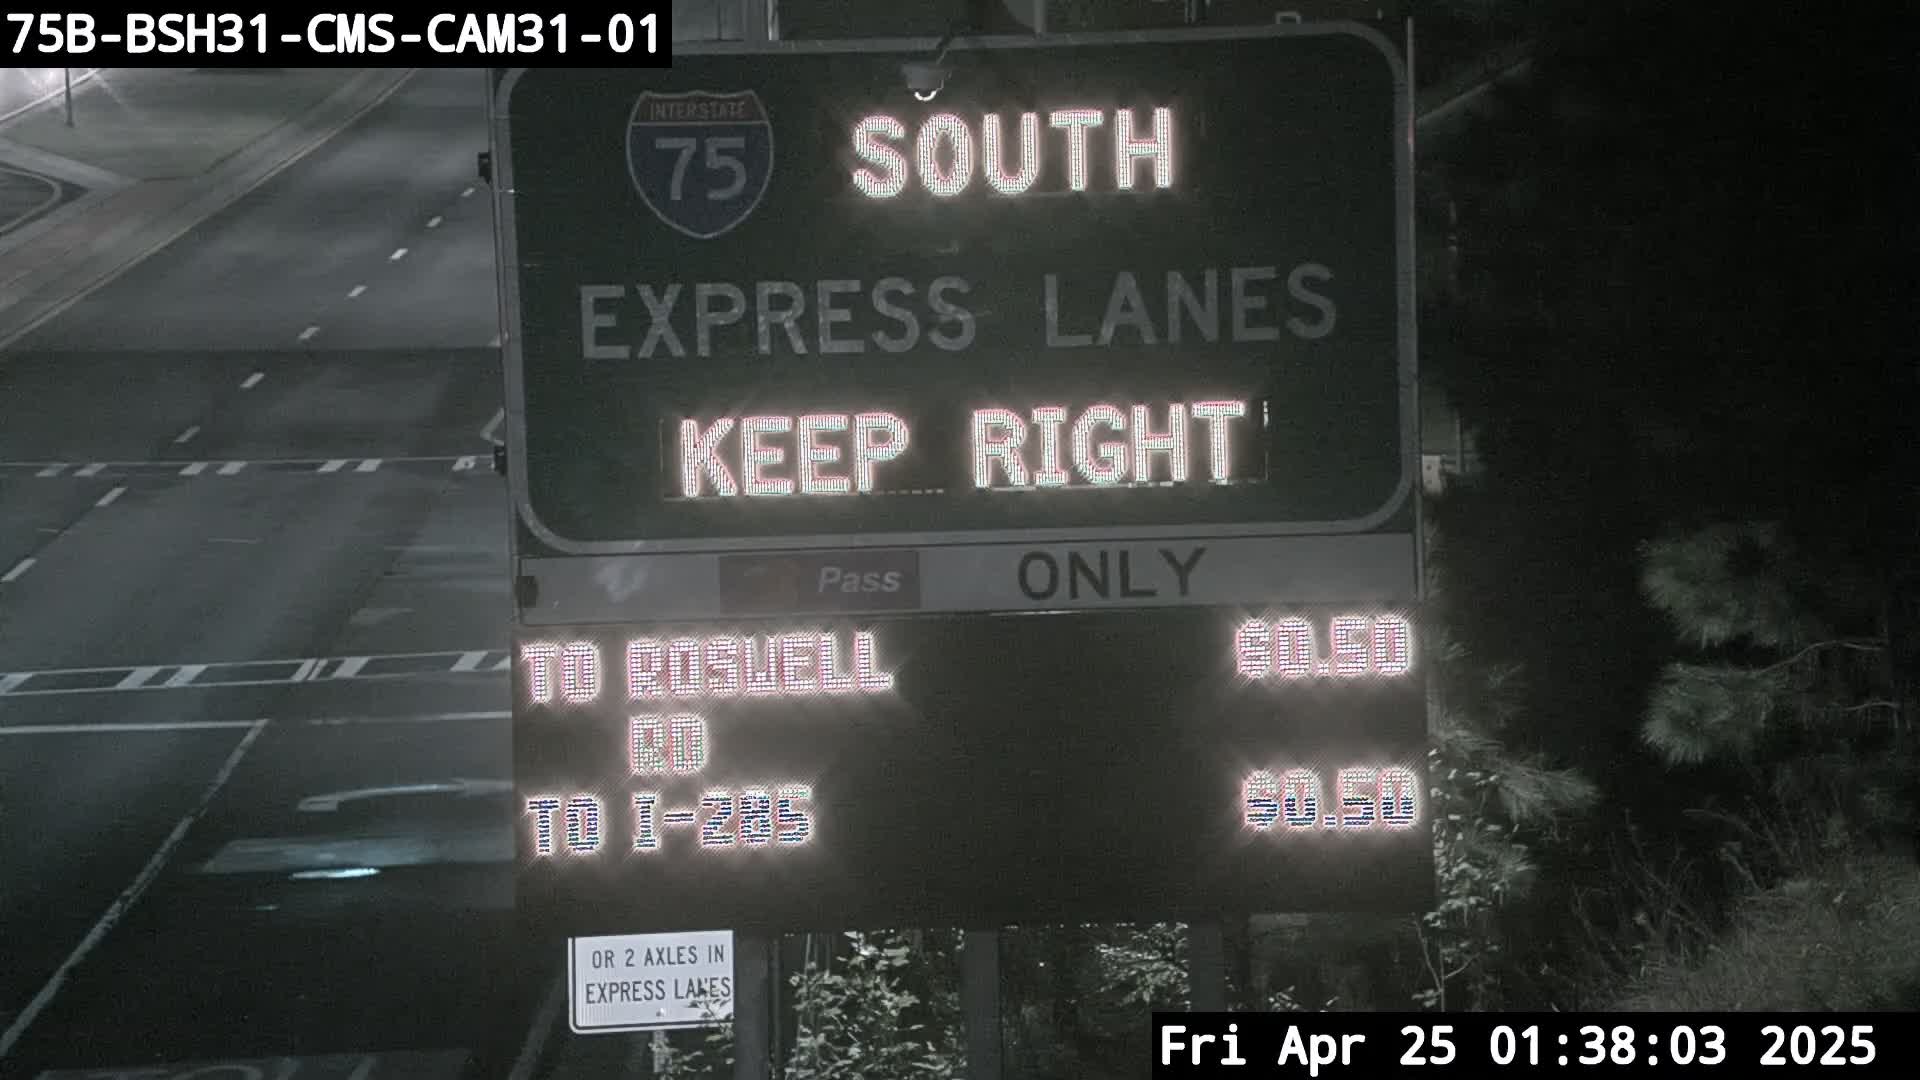 75B-BSH31-CMS-CAM31-01
INTERSTATE
75
SOUTH
EXPRESS LANES
KEEP RIGHT
Pass ONLY
TO ROSWELL $0.50
RD
TO I-285 $0.50
OR 2 AXLES IN
EXPRESS LANES
Fri Apr 25 01:38:03 2025